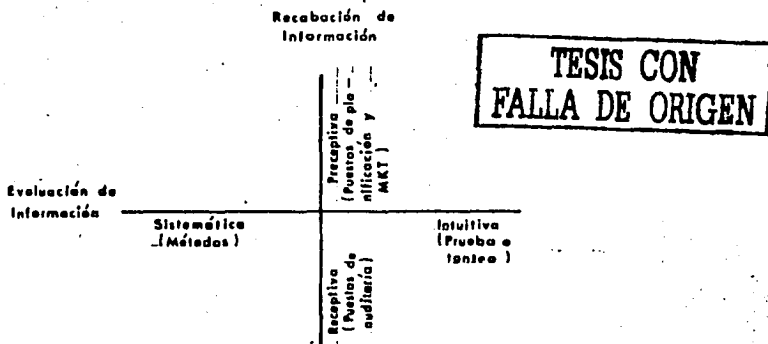 Recabación de
Información
TESIS CON
FALLA DE ORIGEN
Preceptiva
(Puestos de pla-
nificación y
MKT)
Evaluación de
Información
Sistemática
(Métodos)
Intuitiva
(Prueba o
tanteo)
Receptiva
(Puestos de
auditoría)